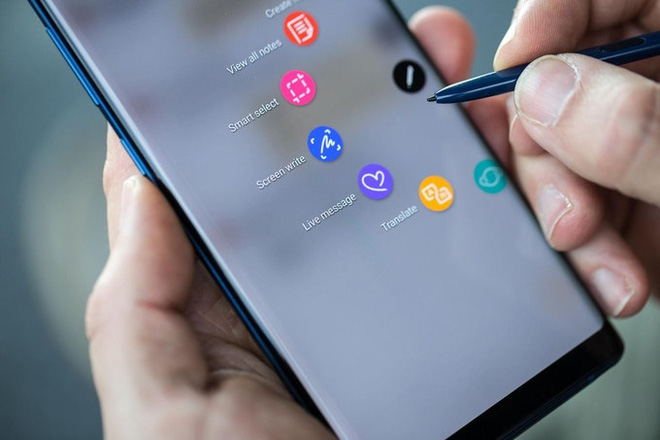 Create
View all notes
Smart select
Screen write
Live message
Translate